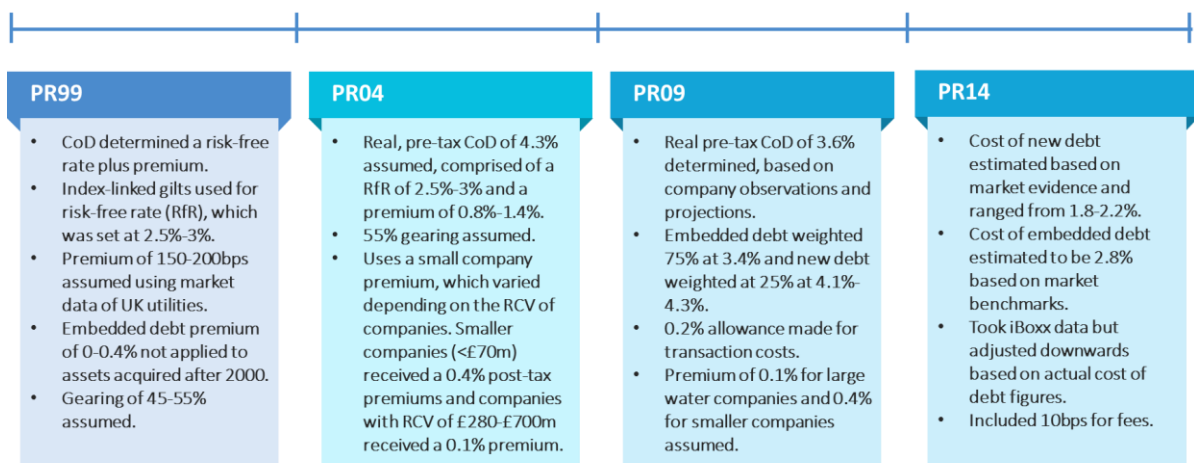 PR99
• CoD determined a risk-free
rate plus premium.
• Index-linked gilts used for
risk-free rate (RfR), which
was set at 2.5%-3%.
• Premium of 150-200bps
assumed using market
data of UK utilities.
• Embedded debt premium
of 0-0.4% not applied to
assets acquired after 2000.
• Gearing of 45-55%
assumed.
PR04
• Real, pre-tax CoD of 4.3%
assumed, comprised of a
RfR of 2.5%-3% and a
premium of 0.8%-1.4%.
• 55% gearing assumed.
• Uses a small company
premium, which varied
depending on the RCV of
companies. Smaller
companies (<£70m)
received a 0.4% post-tax
premiums and companies
with RCV of £280-£700m
received a 0.1% premium.
PR09
• Real pre-tax CoD of 3.6%
determined, based on
company observations and
projections.
• Embedded debt weighted
75% at 3.4% and new debt
weighted at 25% at 4.1%-
4.3%.
• 0.2% allowance made for
transaction costs.
• Premium of 0.1% for large
water companies and 0.4%
for smaller companies
assumed.
PR14
• Cost of new debt
estimated based on
market evidence and
ranged from 1.8-2.2%.
• Cost of embedded debt
estimated to be 2.8%
based on market
benchmarks.
• Took iBoxx data but
adjusted downwards
based on actual cost of
debt figures.
• Included 10bps for fees.